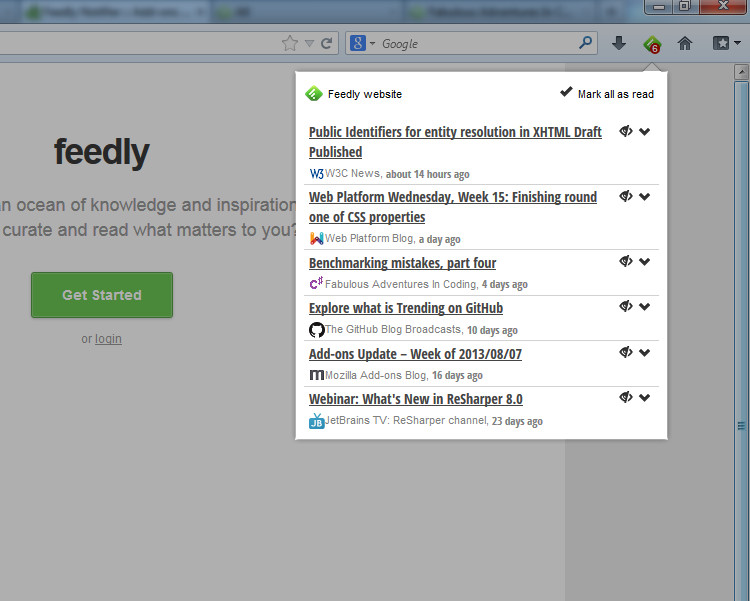 Google
6
Feedly website
Mark all as read
feedly
an ocean of knowledge and inspiration
curate and read what matters to you?
Get Started
or login
Public Identifiers for entity resolution in XHTML Draft
Published
W3C News, about 14 hours ago
Web Platform Wednesday, Week 15: Finishing round
one of CSS properties
Web Platform Blog, a day ago
Benchmarking mistakes, part four
Fabulous Adventures In Coding, 4 days ago
Explore what is Trending on GitHub
The GitHub Blog Broadcasts, 10 days ago
Add-ons Update – Week of 2013/08/07
Mozilla Add-ons Blog, 16 days ago
Webinar: What's New in ReSharper 8.0
JetBrains TV: ReSharper channel, 23 days ago